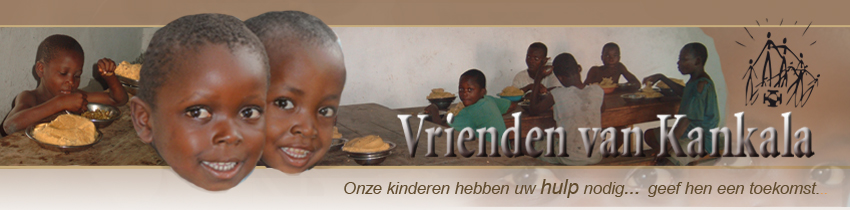 Vrienden van Kankala
Onze kinderen hebben uw hulp nodig... geef hen een toekomst.